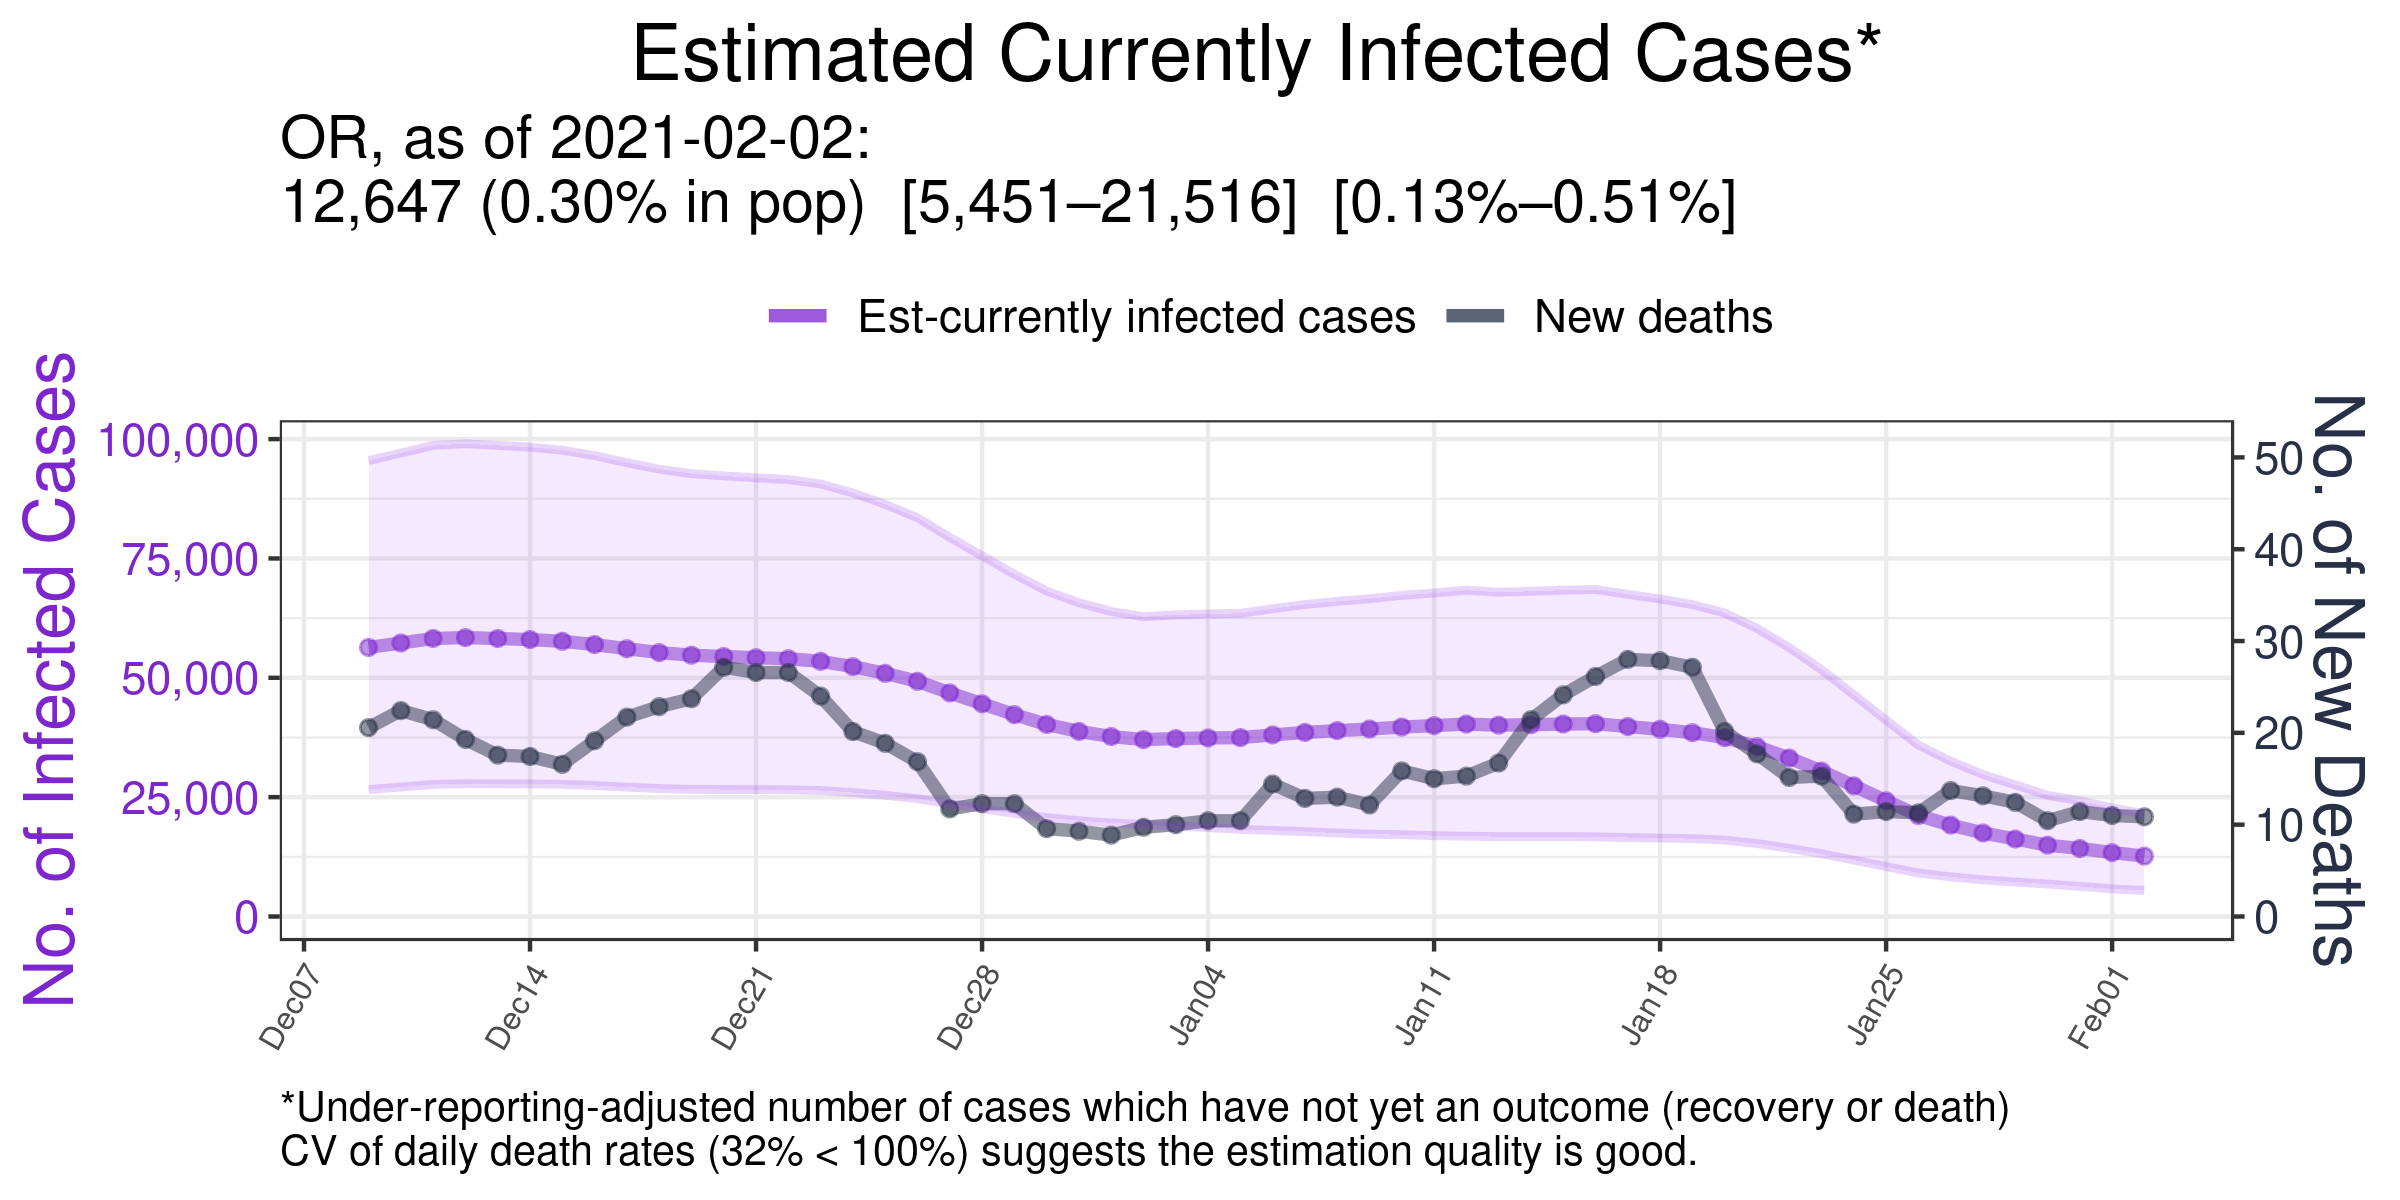 Estimated Currently Infected Cases*
OR, as of 2021-02-02:
12,647 (0.30% in pop)  [5,451–21,516]  [0.13%–0.51%]
Est-currently infected cases
New deaths
No. of Infected Cases
100,000
75,000
50,000
25,000
0
50
40
30
20
10
0
No. of New Deaths
Dec07
Dec14
Dec21
Dec28
Jan04
Jan11
Jan18
Jan25
Feb01
*Under-reporting-adjusted number of cases which have not yet an outcome (recovery or death)
CV of daily death rates (32% < 100%) suggests the estimation quality is good.